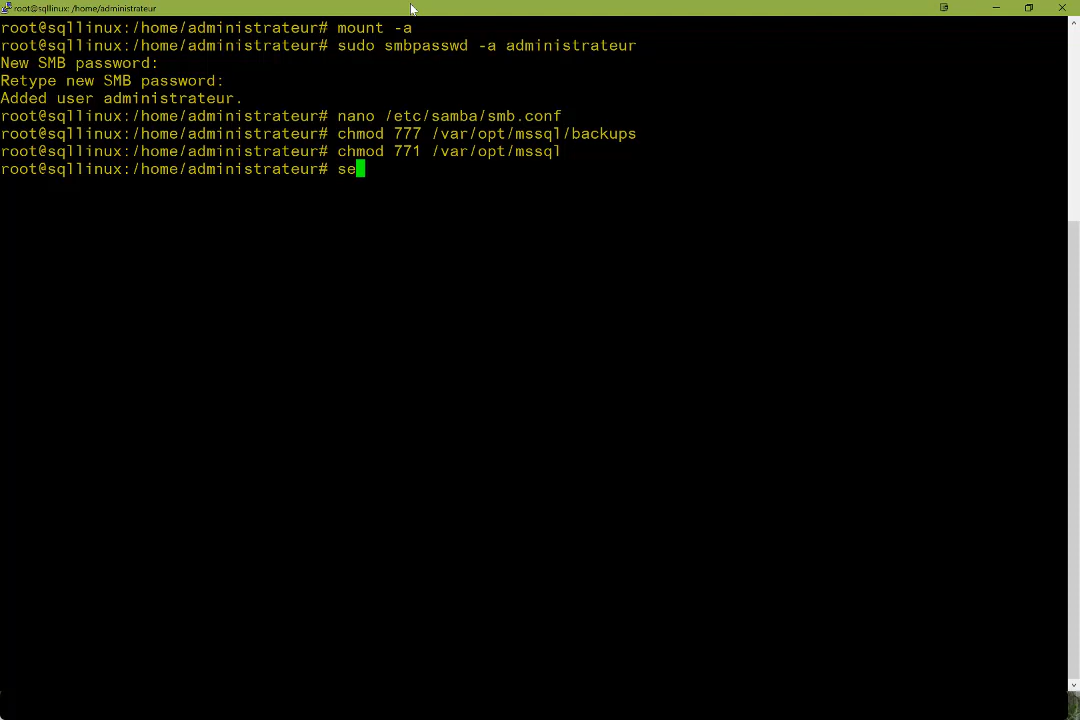 root@sqllinux: /home/administrateur
root@sqllinux:/home/administrateur# mount -a
root@sqllinux:/home/administrateur# sudo smbpasswd -a administrateur
New SMB password:
Retype new SMB password:
Added user administrateur.
root@sqllinux:/home/administrateur# nano /etc/samba/smb.conf
root@sqllinux:/home/administrateur# chmod 777 /var/opt/mssql/backups
root@sqllinux:/home/administrateur# chmod 771 /var/opt/mssql
root@sqllinux:/home/administrateur# se